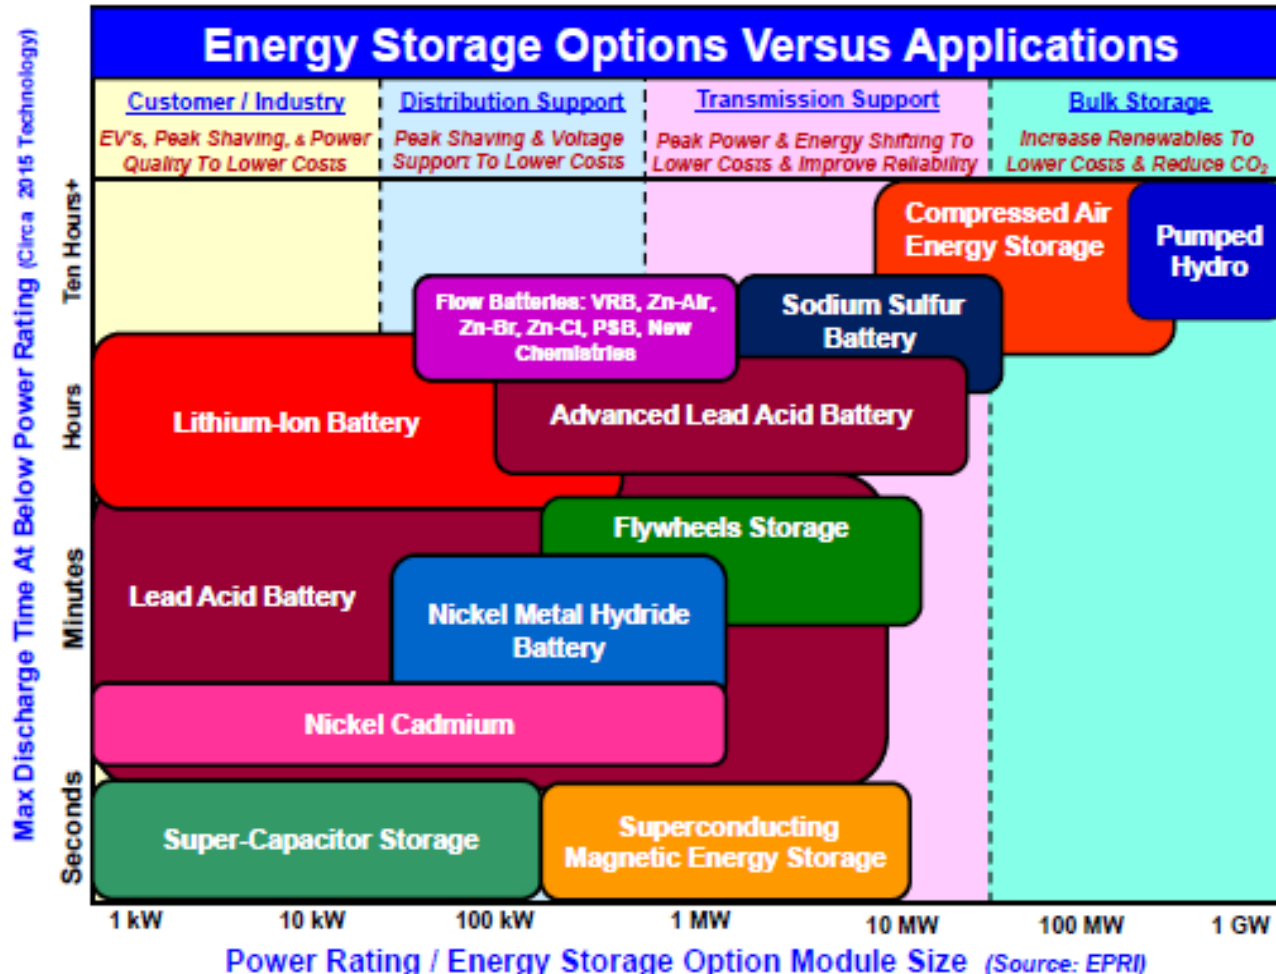 Energy Storage Options Versus Applications
Customer / Industry
EV's, Peak Shaving, & Power
Quality To Lower Costs
Distribution Support
Peak Shaving & Voltage
Support To Lower Costs
Transmission Support
Peak Power & Energy Shifting To
Lower Costs & Improve Reliability
Bulk Storage
Increase Renewables To
Lower Costs & Reduce CO₂
Max Discharge Time At Below Power Rating (Circa 2015 Technology)
Ten Hours+
Hours
Minutes
Seconds
Compressed Air
Energy Storage
Pumped
Hydro
Flow Batteries: VRB, Zn-Air,
Zn-Br, Zn-Cl, PSB, New
Chemistries
Sodium Sulfur
Battery
Lithium-Ion Battery
Advanced Lead Acid Battery
Flywheels Storage
Lead Acid Battery
Nickel Metal Hydride
Battery
Nickel Cadmium
Super-Capacitor Storage
Superconducting
Magnetic Energy Storage
1 kW
10 kW
100 kW
1 MW
10 MW
100 MW
1 GW
Power Rating / Energy Storage Option Module Size (Source: EPRI)